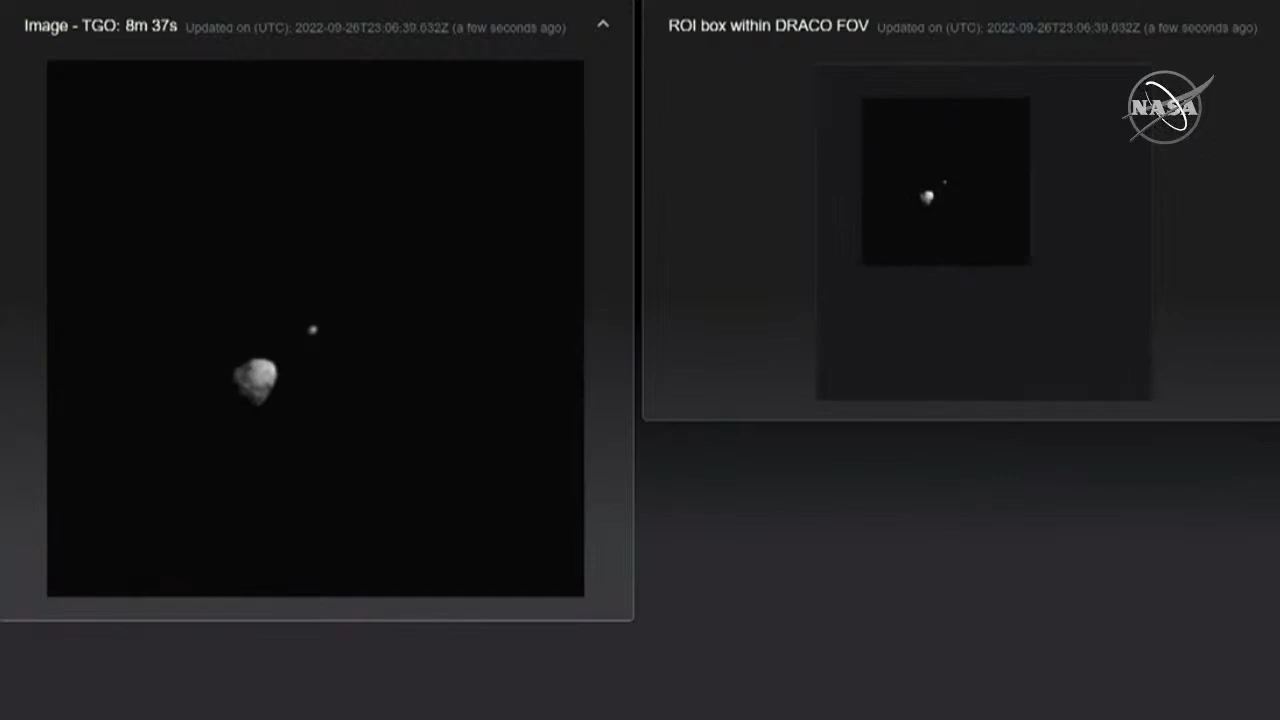 Image - TGO: 8m 37s Updated on (UTC): 2022-09-26T23:06:39.632Z (a few seconds ago)
ROI box within DRACO FOV Updated on (UTC): 2022-09-26T23:06:39.632Z (a few seconds ago)
NASA